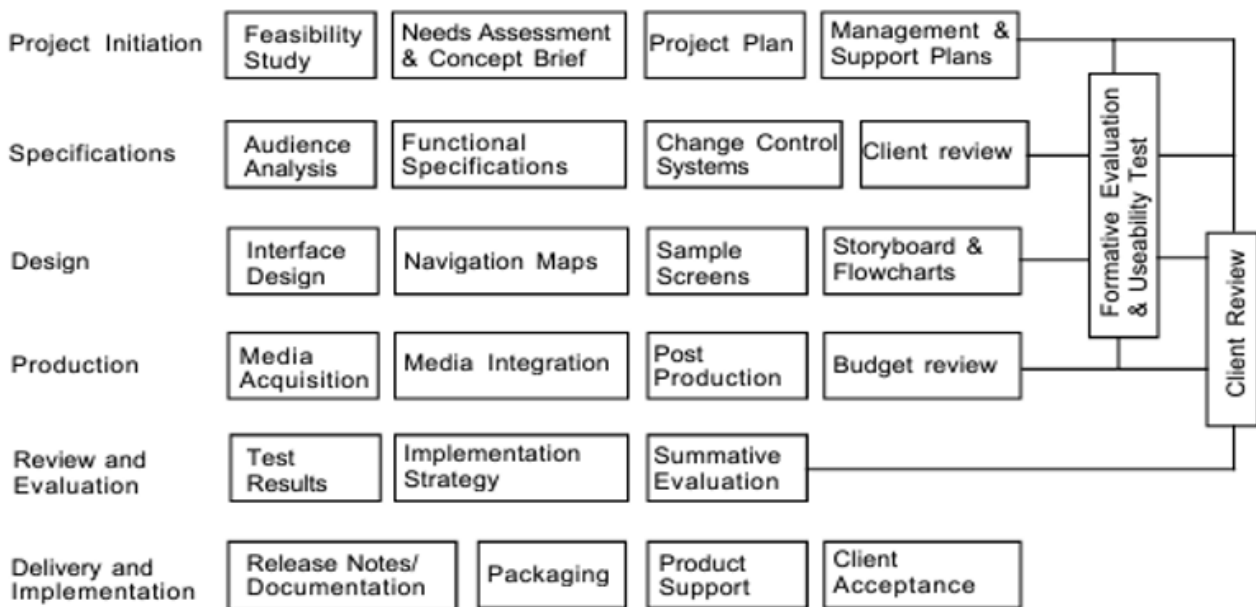 Project Initiation
Feasibility
Study
Needs Assessment
& Concept Brief
Project Plan
Management &
Support Plans
Specifications
Audience
Analysis
Functional
Specifications
Change Control
Systems
Client review
Design
Interface
Design
Navigation Maps
Sample
Screens
Storyboard &
Flowcharts
Production
Media
Acquisition
Media Integration
Post
Production
Budget review
Review and
Evaluation
Test
Results
Implementation
Strategy
Summative
Evaluation
Delivery and
Implementation
Release Notes/
Documentation
Packaging
Product
Support
Client
Acceptance
Formative Evaluation
& Useability Test
Client Review